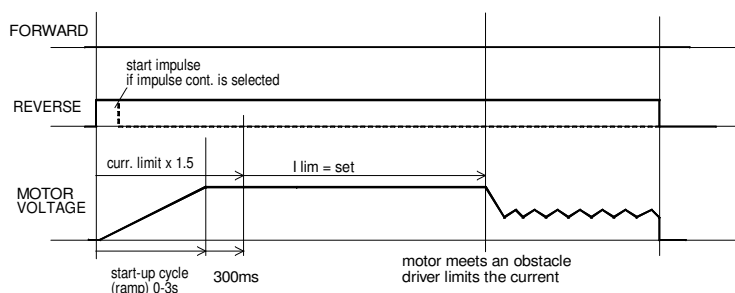 FORWARD
start impulse
if impulse cont. is selected
REVERSE
curr. limit x 1.5
I lim = set
MOTOR
VOLTAGE
start-up cycle
(ramp) 0-3s
300ms
motor meets an obstacle
driver limits the current